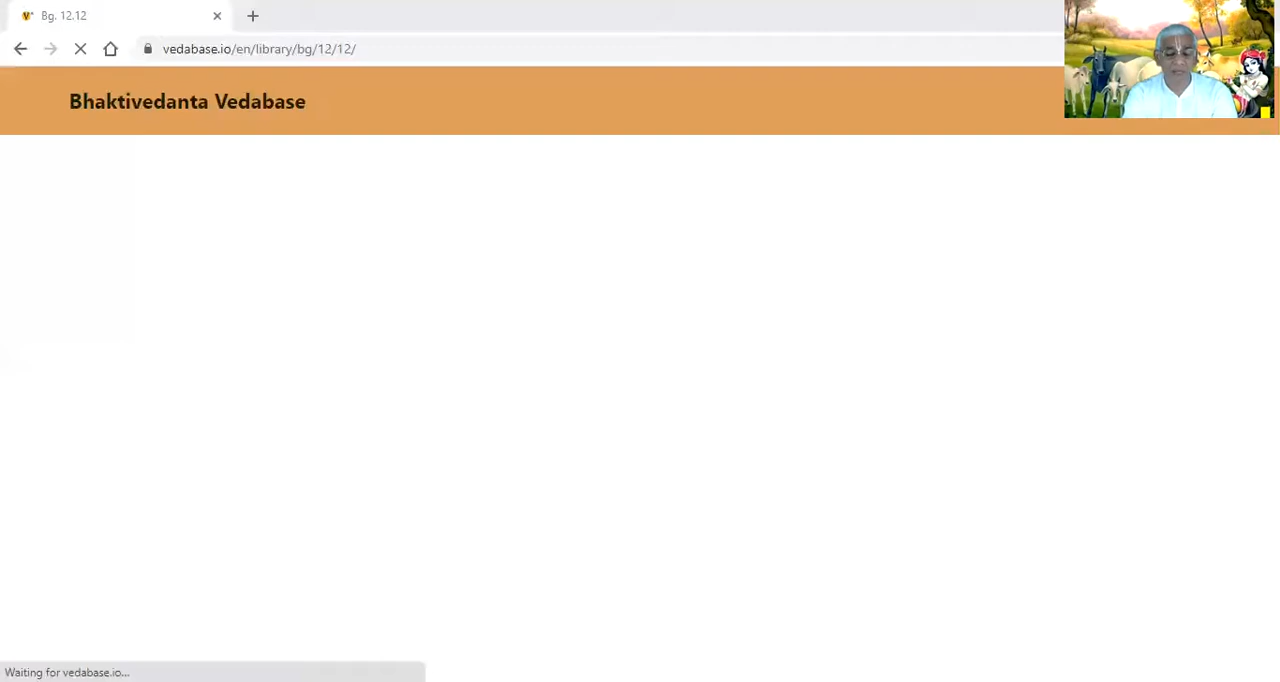 Bg. 12.12
vedabase.io/en/library/bg/12/12/
Bhaktivedanta Vedabase
Waiting for vedabase.io...